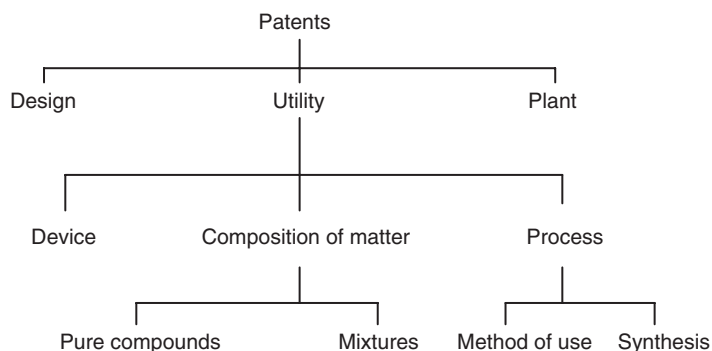 Patents
Design Utility Plant
Device Composition of matter Process
Pure compounds Mixtures Method of use Synthesis